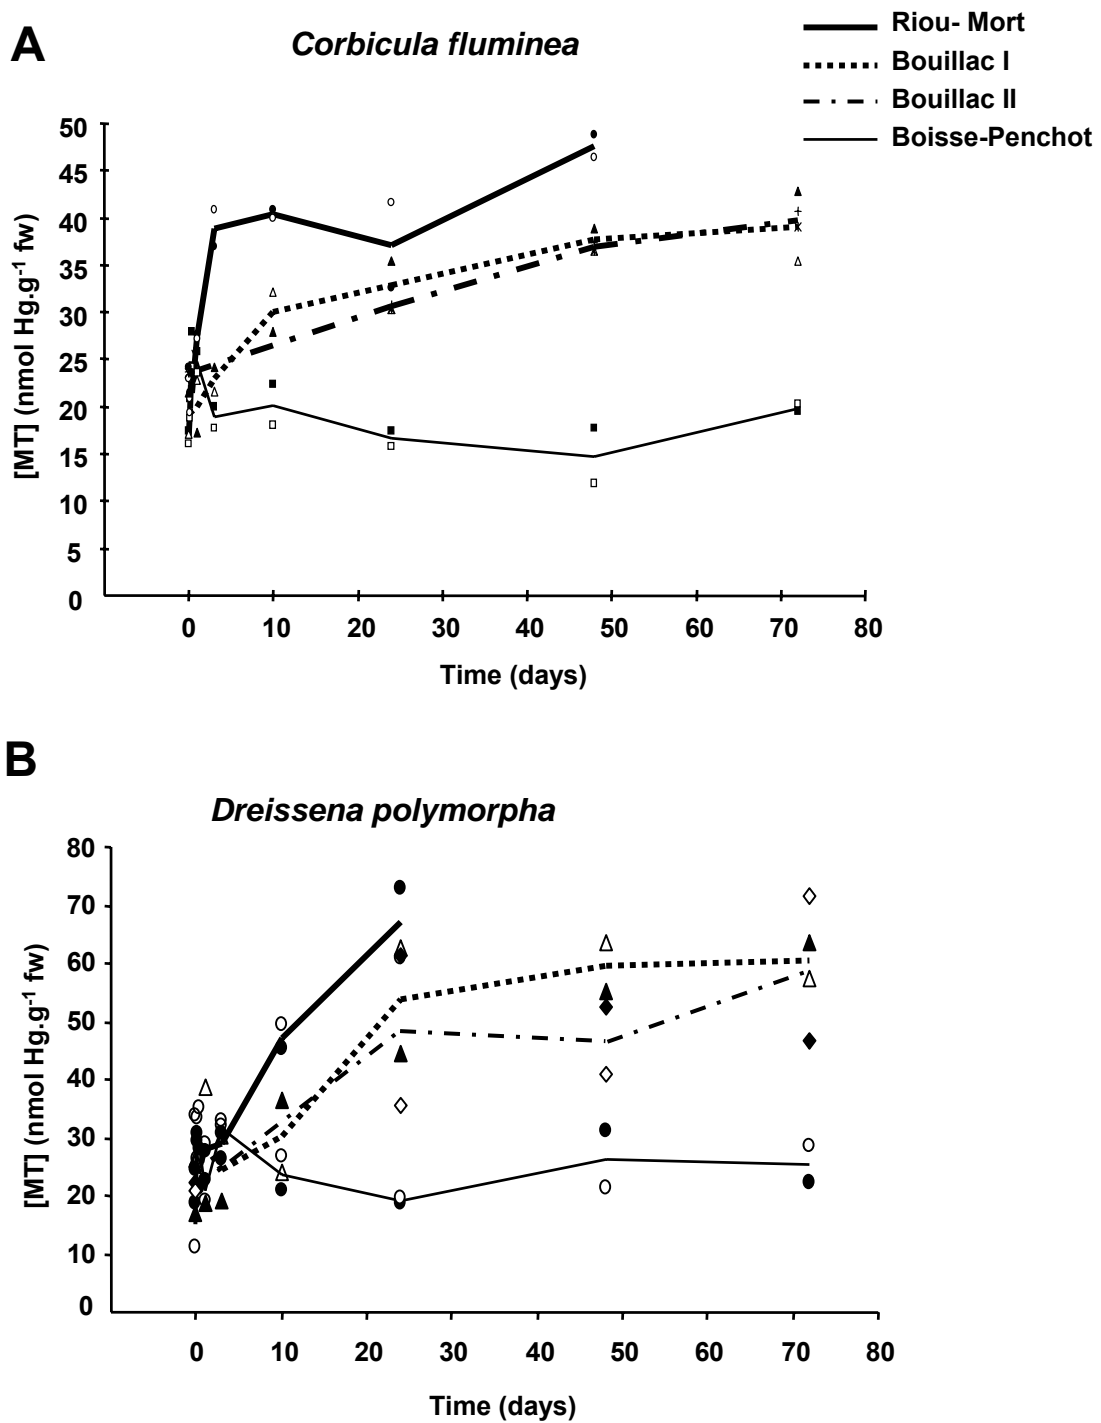 A
Corbicula fluminea
Riou- Mort
Bouillac I
Bouillac II
Boisse-Penchot
50
45
40
35
30
25
20
15
10
5
0
[MT] (nmol Hg.g-1 fw)
0 10 20 30 40 50 60 70 80
Time (days)
B
Dreissena polymorpha
80
70
60
50
40
30
20
10
0
[MT] (nmol Hg.g-1 fw)
0 10 20 30 40 50 60 70 80
Time (days)